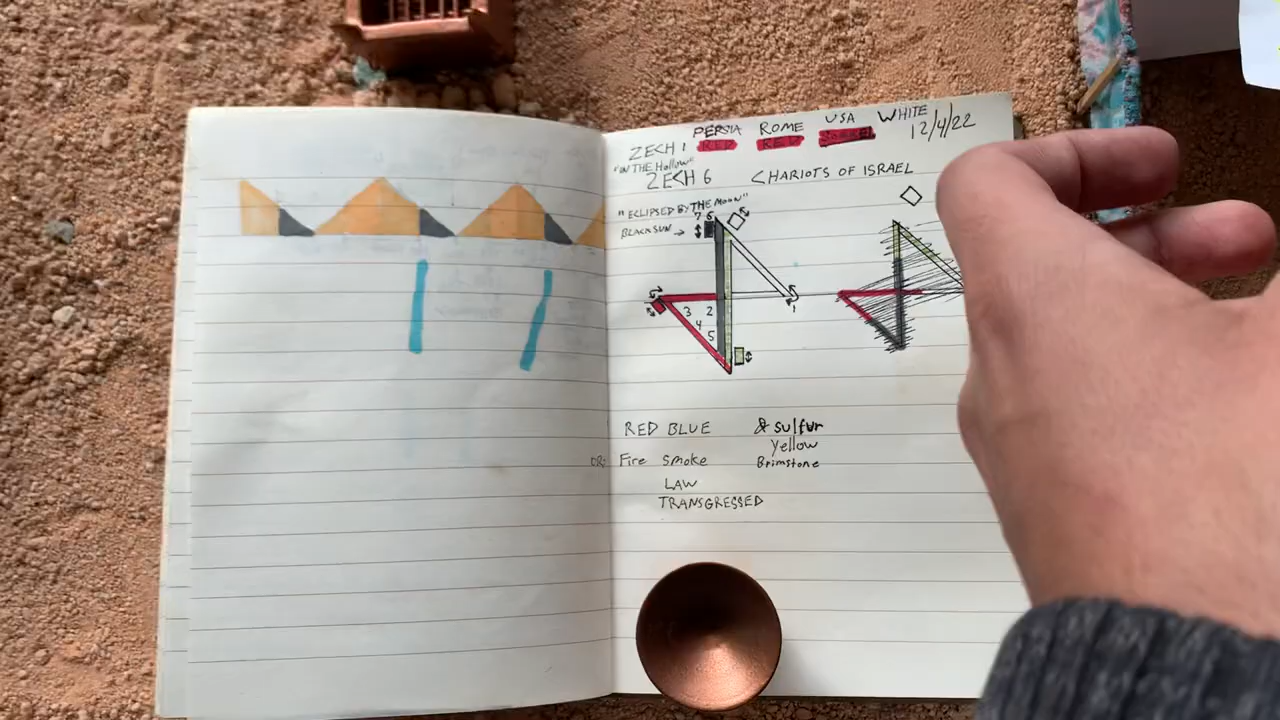 PERSIA ROME USA WHITE
ZECH 1 RED RED 12/4/22
"IN THE HOLLOW"
ZECH 6 CHARIOTS OF ISRAEL
"ECLIPSED BY THE MOON"
7 6
BLACK SUN →
1
3 2
4
5
RED BLUE & SULFUR
Yellow
OR: Fire Smoke Brimstone
LAW
TRANSGRESSED